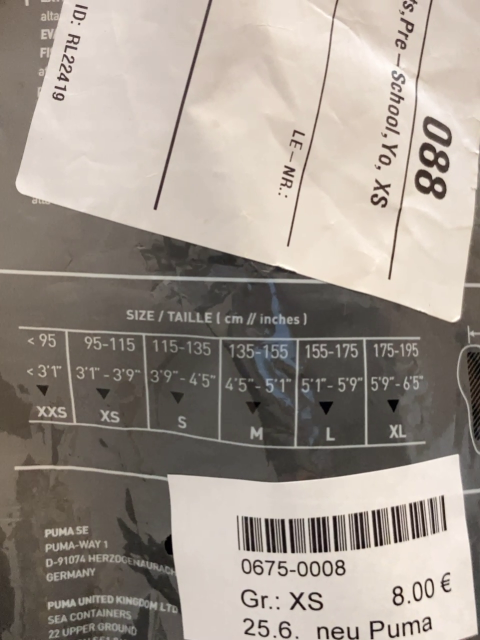 alta
EV
FI
ID: RL22419
LE-NR.:
Pre-School, Yo, XS
088
SIZE / TAILLE ( cm // inches )
< 95 95-115 115-135 135-155 155-175 175-195
< 3'1" 3'1" - 3'9" 3'9" - 4'5" 4'5" - 5'1" 5'1" - 5'9" 5'9" - 6'5"
XXS XS S M L XL
PUMA SE
PUMA-WAY 1
D-91074 HERZOGENAURACH
GERMANY
PUMA UNITED KINGDOM LTD
SEA CONTAINERS
22 UPPER GROUND
0675-0008
Gr.: XS 8.00 €
25.6. neu Puma